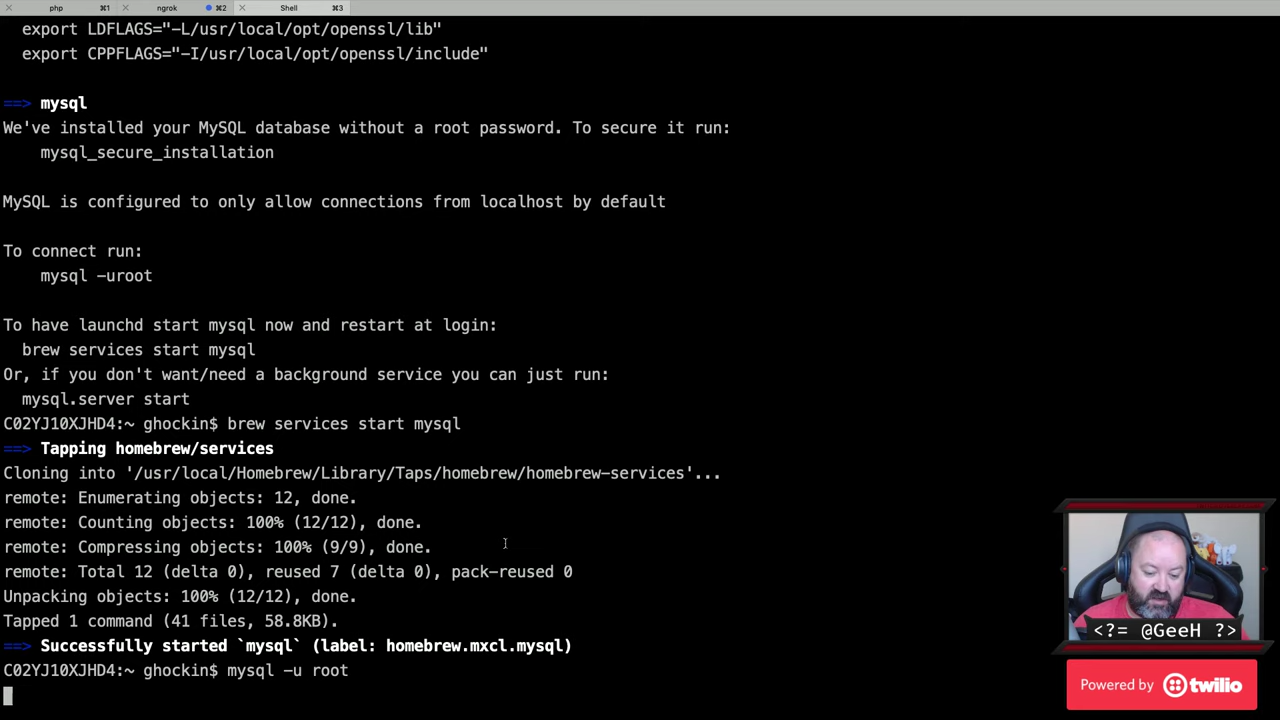 php ⌘1 ngrok ⌘2 Shell ⌘3
export LDFLAGS="-L/usr/local/opt/openssl/lib"
export CPPFLAGS="-I/usr/local/opt/openssl/include"
==> mysql
We've installed your MySQL database without a root password. To secure it run:
mysql_secure_installation
MySQL is configured to only allow connections from localhost by default
To connect run:
mysql -uroot
To have launchd start mysql now and restart at login:
brew services start mysql
Or, if you don't want/need a background service you can just run:
mysql.server start
C02YJ10XJHD4:~ ghockin$ brew services start mysql
==> Tapping homebrew/services
Cloning into '/usr/local/Homebrew/Library/Taps/homebrew/homebrew-services'...
remote: Enumerating objects: 12, done.
remote: Counting objects: 100% (12/12), done.
remote: Compressing objects: 100% (9/9), done.
remote: Total 12 (delta 0), reused 7 (delta 0), pack-reused 0
Unpacking objects: 100% (12/12), done.
Tapped 1 command (41 files, 58.8KB).
==> Successfully started `mysql` (label: homebrew.mxcl.mysql)
C02YJ10XJHD4:~ ghockin$ mysql -u root
<?= @GeeH ?>
Powered by twilio